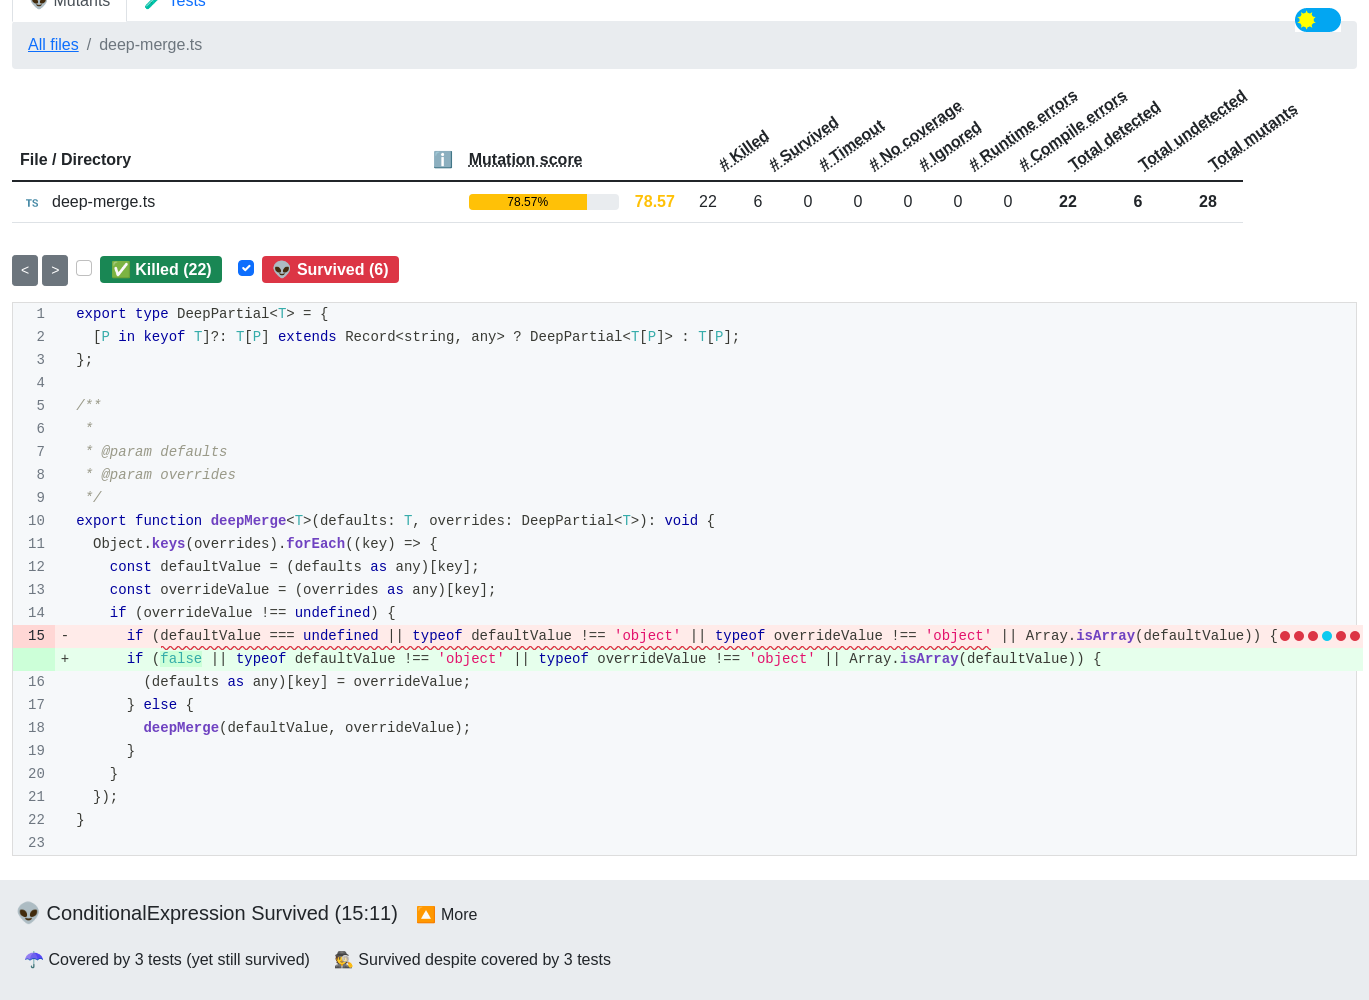 👽 Mutants 🧪 Tests
All files / deep-merge.ts
File / Directory ℹ️ Mutation score # Killed # Survived # Timeout # No coverage # Ignored # Runtime errors # Compile errors Total detected Total undetected Total mutants
TS deep-merge.ts 78.57% 78.57 22 6 0 0 0 0 0 22 6 28
< > ✅ Killed (22) 👽 Survived (6)
1 export type DeepPartial<T> = {
2 [P in keyof T]?: T[P] extends Record<string, any> ? DeepPartial<T[P]> : T[P];
3 };
4
5 /**
6 *
7 * @param defaults
8 * @param overrides
9 */
10 export function deepMerge<T>(defaults: T, overrides: DeepPartial<T>): void {
11 Object.keys(overrides).forEach((key) => {
12 const defaultValue = (defaults as any)[key];
13 const overrideValue = (overrides as any)[key];
14 if (overrideValue !== undefined) {
15 - if (defaultValue === undefined || typeof defaultValue !== 'object' || typeof overrideValue !== 'object' || Array.isArray(defaultValue)) {
+ if (false || typeof defaultValue !== 'object' || typeof overrideValue !== 'object' || Array.isArray(defaultValue)) {
16 (defaults as any)[key] = overrideValue;
17 } else {
18 deepMerge(defaultValue, overrideValue);
19 }
20 }
21 });
22 }
23
👽 ConditionalExpression Survived (15:11) 🔼 More
☂️ Covered by 3 tests (yet still survived) 🕵️ Survived despite covered by 3 tests